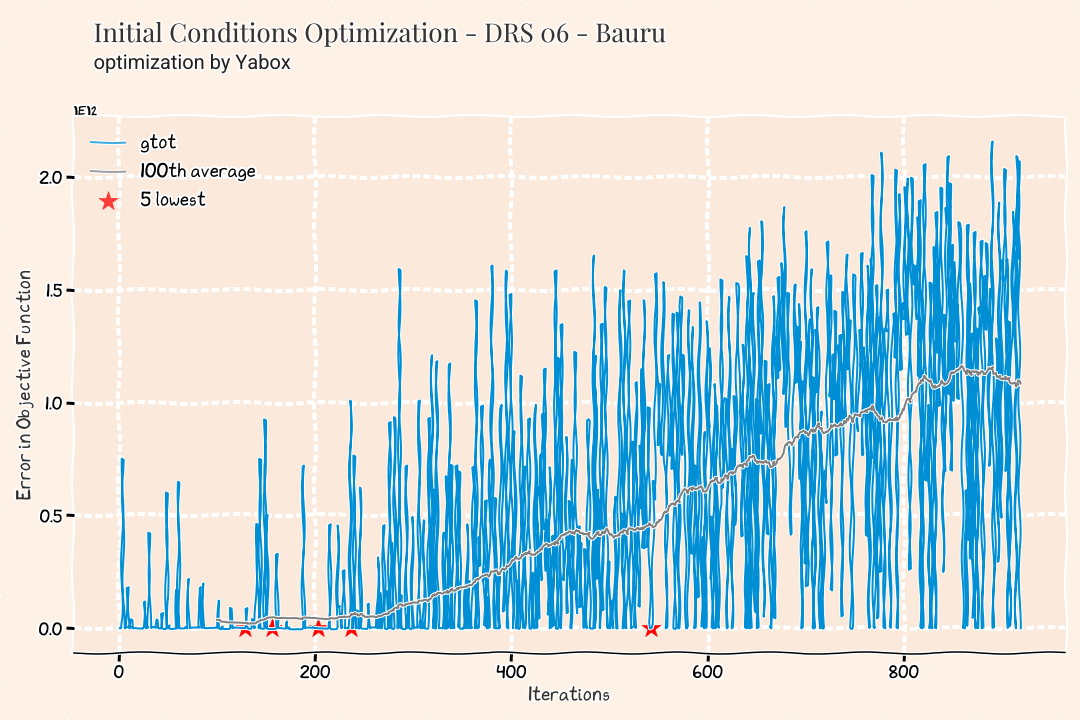 Initial Conditions Optimization - DRS 06 - Bauru
optimization by Yabox
1E12
gtot
100th average
5 lowest
2.0
1.5
1.0
0.5
0.0
Error in Objective Function
0 200 400 600 800
Iterations